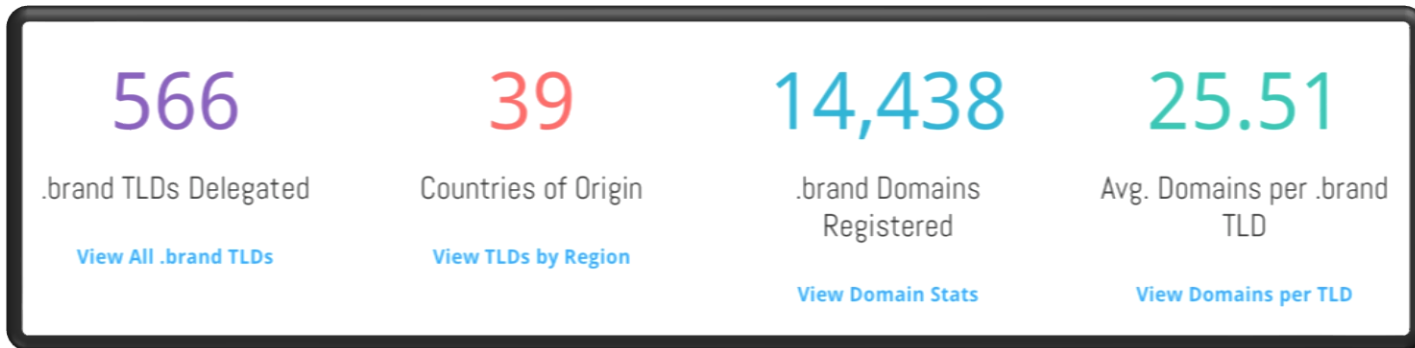 566
.brand TLDs Delegated
View All .brand TLDs
39
Countries of Origin
View TLDs by Region
14,438
.brand Domains
Registered
View Domain Stats
25.51
Avg. Domains per .brand
TLD
View Domains per TLD